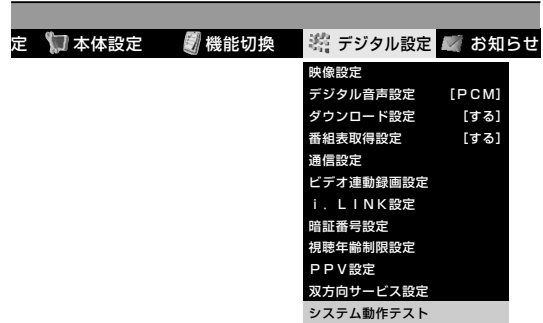 定 本体設定 機能切換 デジタル設定 お知らせ
映像設定
デジタル音声設定 [PCM]
ダウンロード設定 [する]
番組表取得設定 [する]
通信設定
ビデオ連動録画設定
i．LINK設定
暗証番号設定
視聴年齢制限設定
PPV設定
双方向サービス設定
システム動作テスト